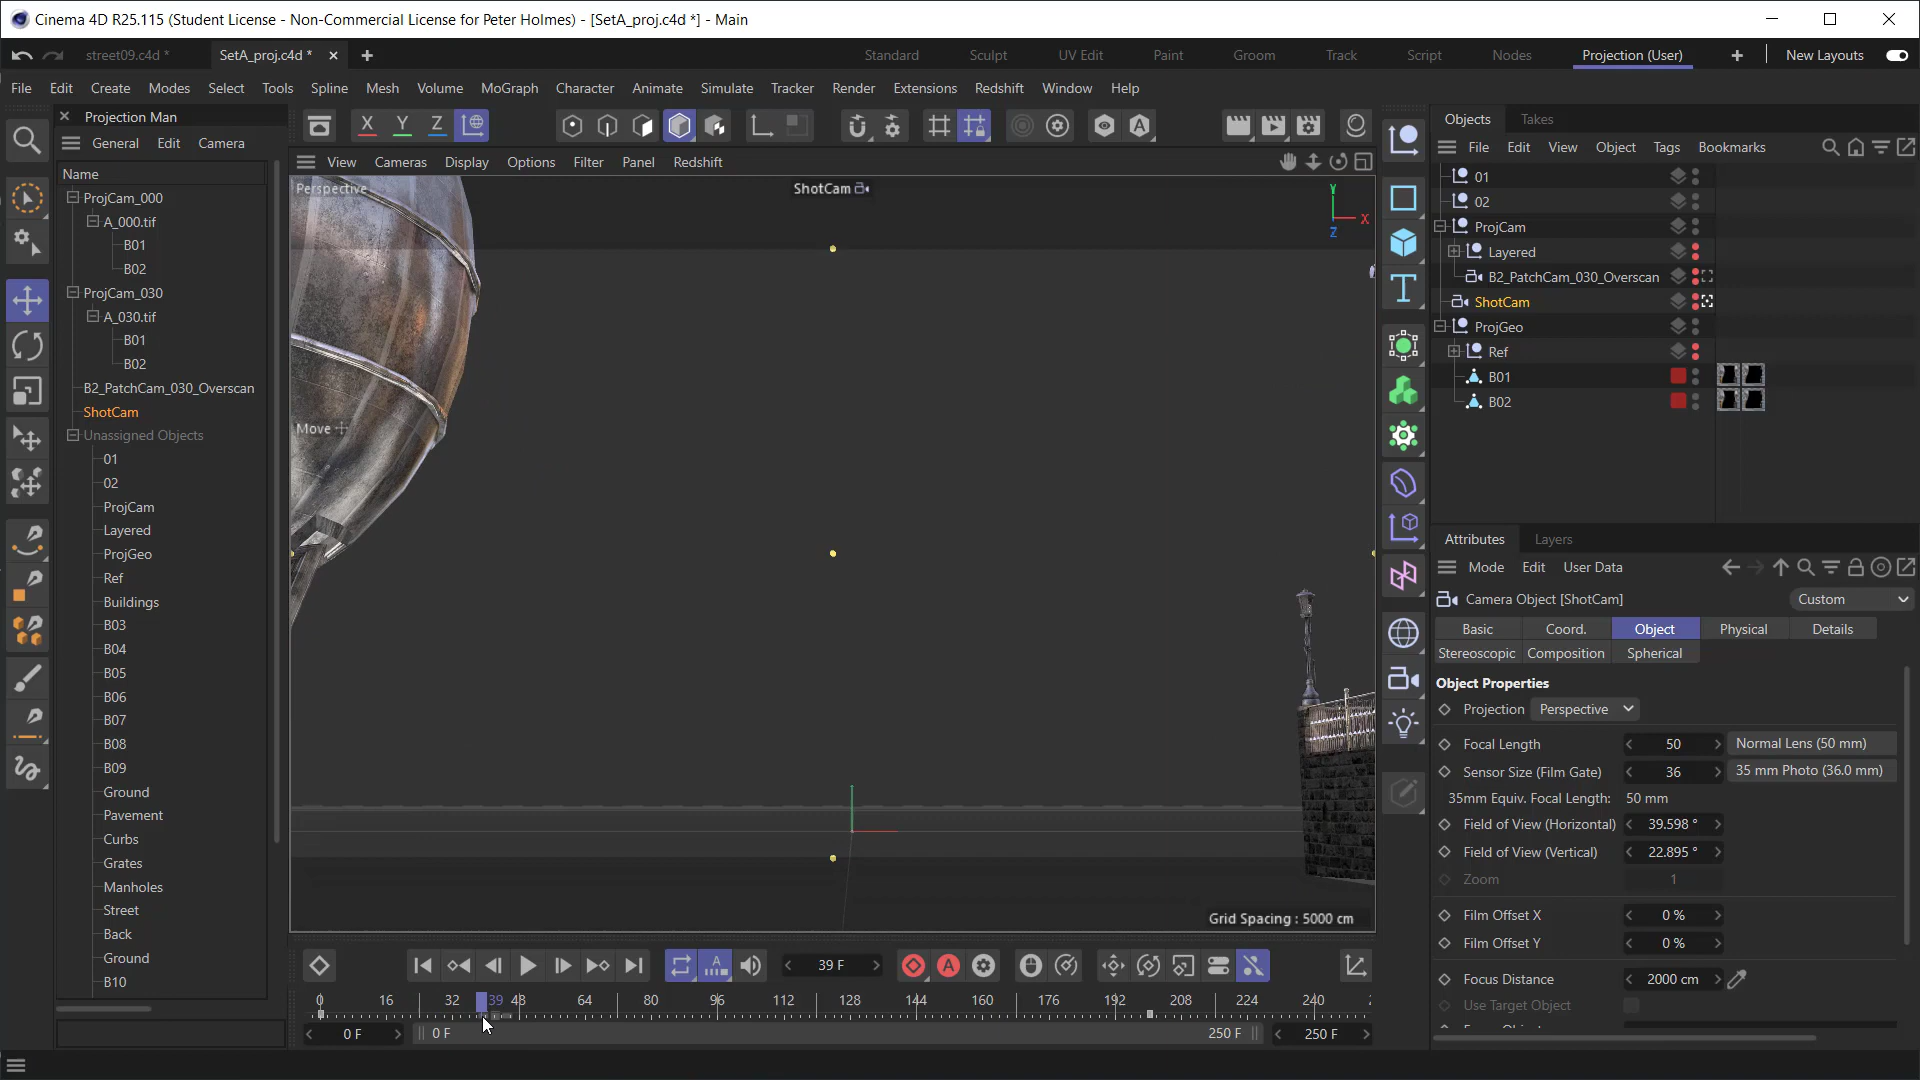 Cinema 4D R25.115 (Student License - Non-Commercial License for Peter Holmes) - [SetA_proj.c4d *] - Main
street09.c4d *
SetA_proj.c4d *
Standard
Sculpt
UV Edit
Paint
Groom
Track
Script
Nodes
Projection (User)
New Layouts
File Edit Create Modes Select Tools Spline Mesh Volume MoGraph Character Animate Simulate Tracker Render Extensions Redshift Window Help
Projection Man
General Edit Camera
Name
ProjCam_000
A_000.tif
B01
B02
ProjCam_030
A_030.tif
B01
B02
B2_PatchCam_030_Overscan
ShotCam
Unassigned Objects
01
02
ProjCam
Layered
ProjGeo
Ref
Buildings
B03
B04
B05
B06
B07
B08
B09
Ground
Pavement
Curbs
Grates
Manholes
Street
Back
Ground
B10
X Y Z
View Cameras Display Options Filter Panel Redshift
Perspective
ShotCam
Y
X
Z
Move
Grid Spacing : 5000 cm
39 F
0 16 32 39 48 64 80 96 112 128 144 160 176 192 208 224 240
0 F
0 F
250 F
250 F
Objects Takes
File Edit View Object Tags Bookmarks
01
02
ProjCam
Layered
B2_PatchCam_030_Overscan
ShotCam
ProjGeo
Ref
B01
B02
Attributes Layers
Mode Edit User Data
Camera Object [ShotCam]
Custom
Basic Coord. Object Physical Details
Stereoscopic Composition Spherical
Object Properties
Projection Perspective
Focal Length 50 Normal Lens (50 mm)
Sensor Size (Film Gate) 36 35 mm Photo (36.0 mm)
35mm Equiv. Focal Length: 50 mm
Field of View (Horizontal) 39.598 °
Field of View (Vertical) 22.895 °
Zoom 1
Film Offset X 0 %
Film Offset Y 0 %
Focus Distance 2000 cm
Use Target Object